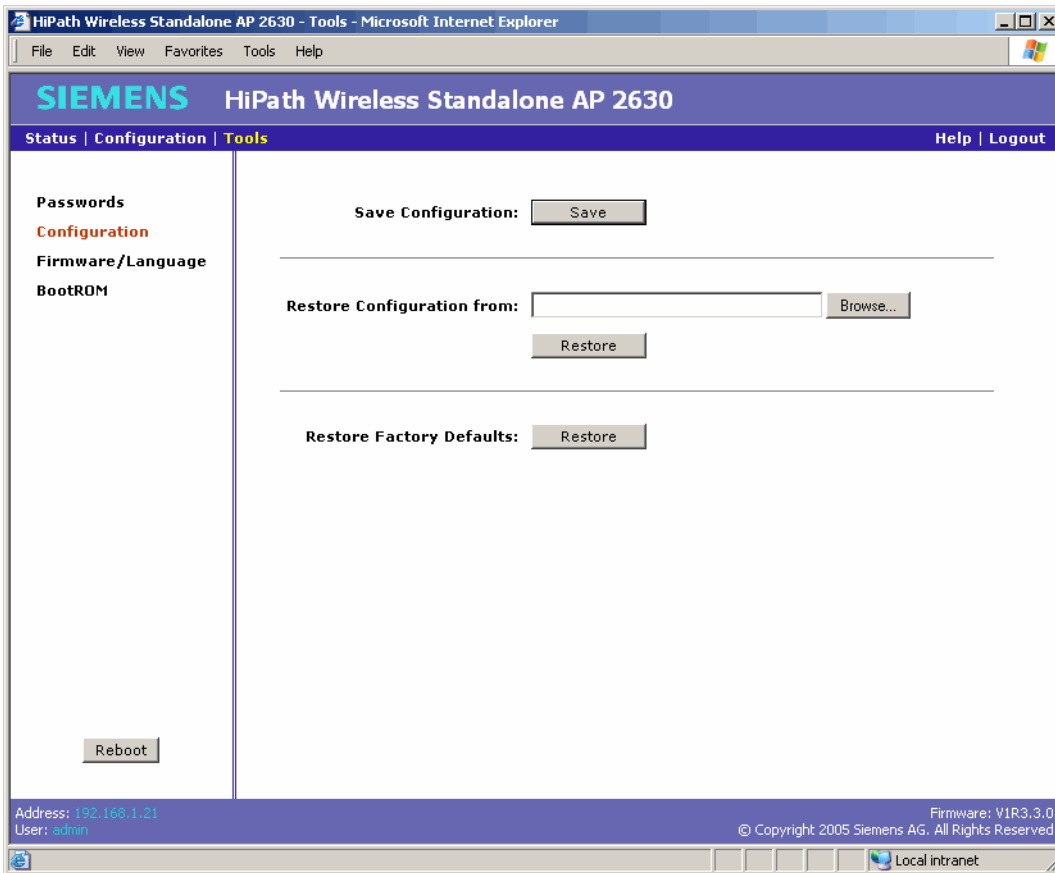 HiPath Wireless Standalone AP 2630 - Tools - Microsoft Internet Explorer
File Edit View Favorites Tools Help
SIEMENS HiPath Wireless Standalone AP 2630
Status | Configuration | Tools Help | Logout
Passwords
Configuration
Firmware/Language
BootROM
Save Configuration: Save
Restore Configuration from: Browse...
Restore
Restore Factory Defaults: Restore
Reboot
Address: 192.168.1.21
User: admin
Firmware: V1R3.3.0
© Copyright 2005 Siemens AG. All Rights Reserved
Local intranet